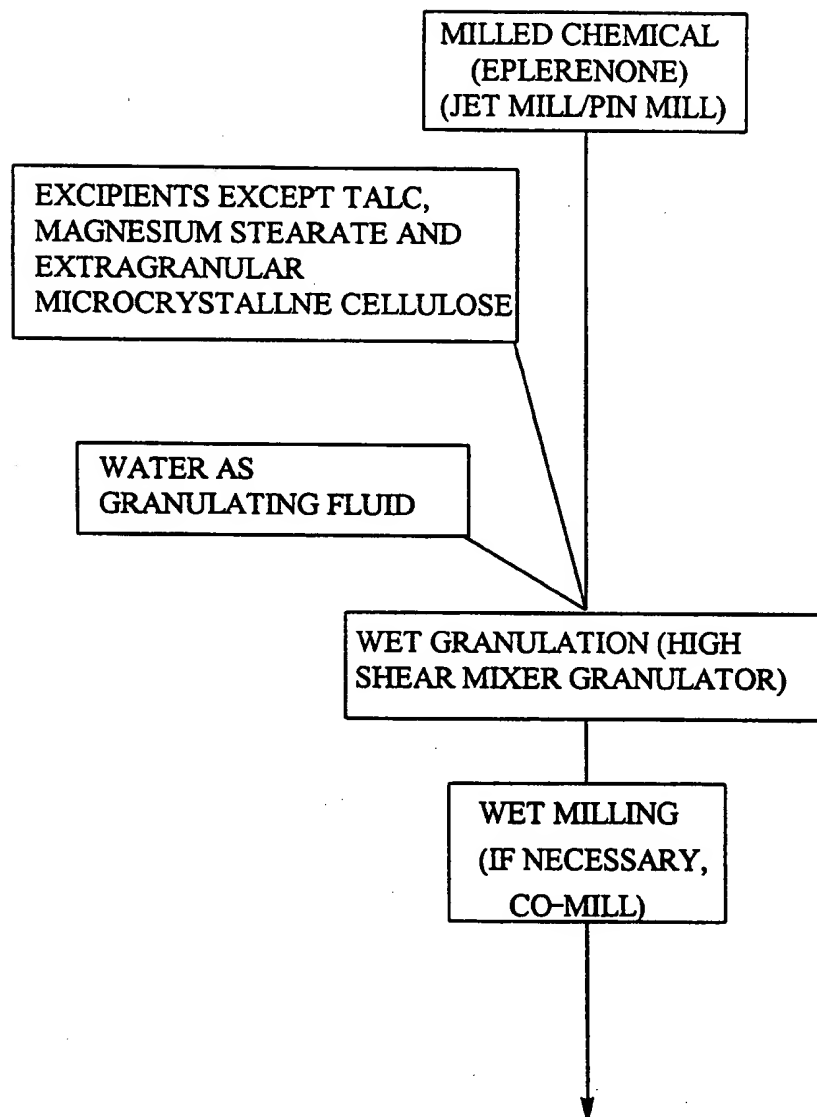 MILLED CHEMICAL
(EPLERENONE)
(JET MILL/PIN MILL)
EXCIPIENTS EXCEPT TALC,
MAGNESIUM STEARATE AND
EXTRAGRANULAR
MICROCRYSTALLNE CELLULOSE
WATER AS
GRANULATING FLUID
WET GRANULATION (HIGH
SHEAR MIXER GRANULATOR)
WET MILLING
(IF NECESSARY,
CO-MILL)